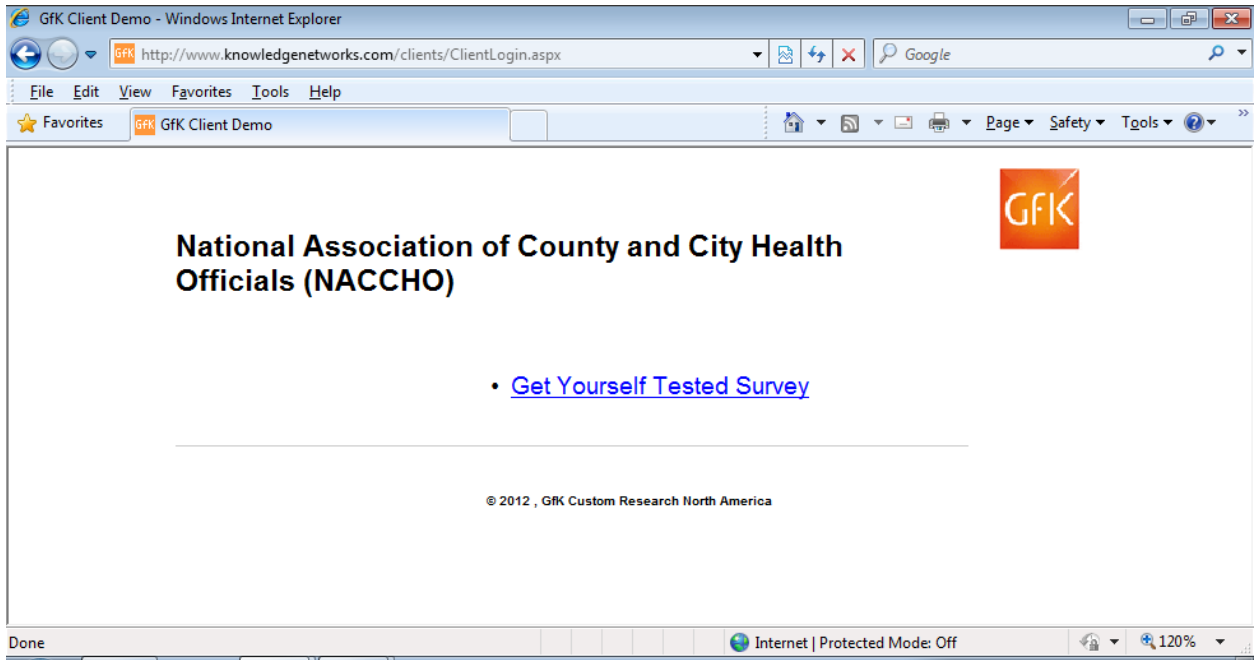 GfK Client Demo - Windows Internet Explorer
GfK http://www.knowledgenetworks.com/clients/ClientLogin.aspx Google
File Edit View Favorites Tools Help
Favorites GfK GfK Client Demo Page Safety Tools
GfK
National Association of County and City Health
Officials (NACCHO)
• Get Yourself Tested Survey
© 2012 , GfK Custom Research North America
Done Internet | Protected Mode: Off 120%